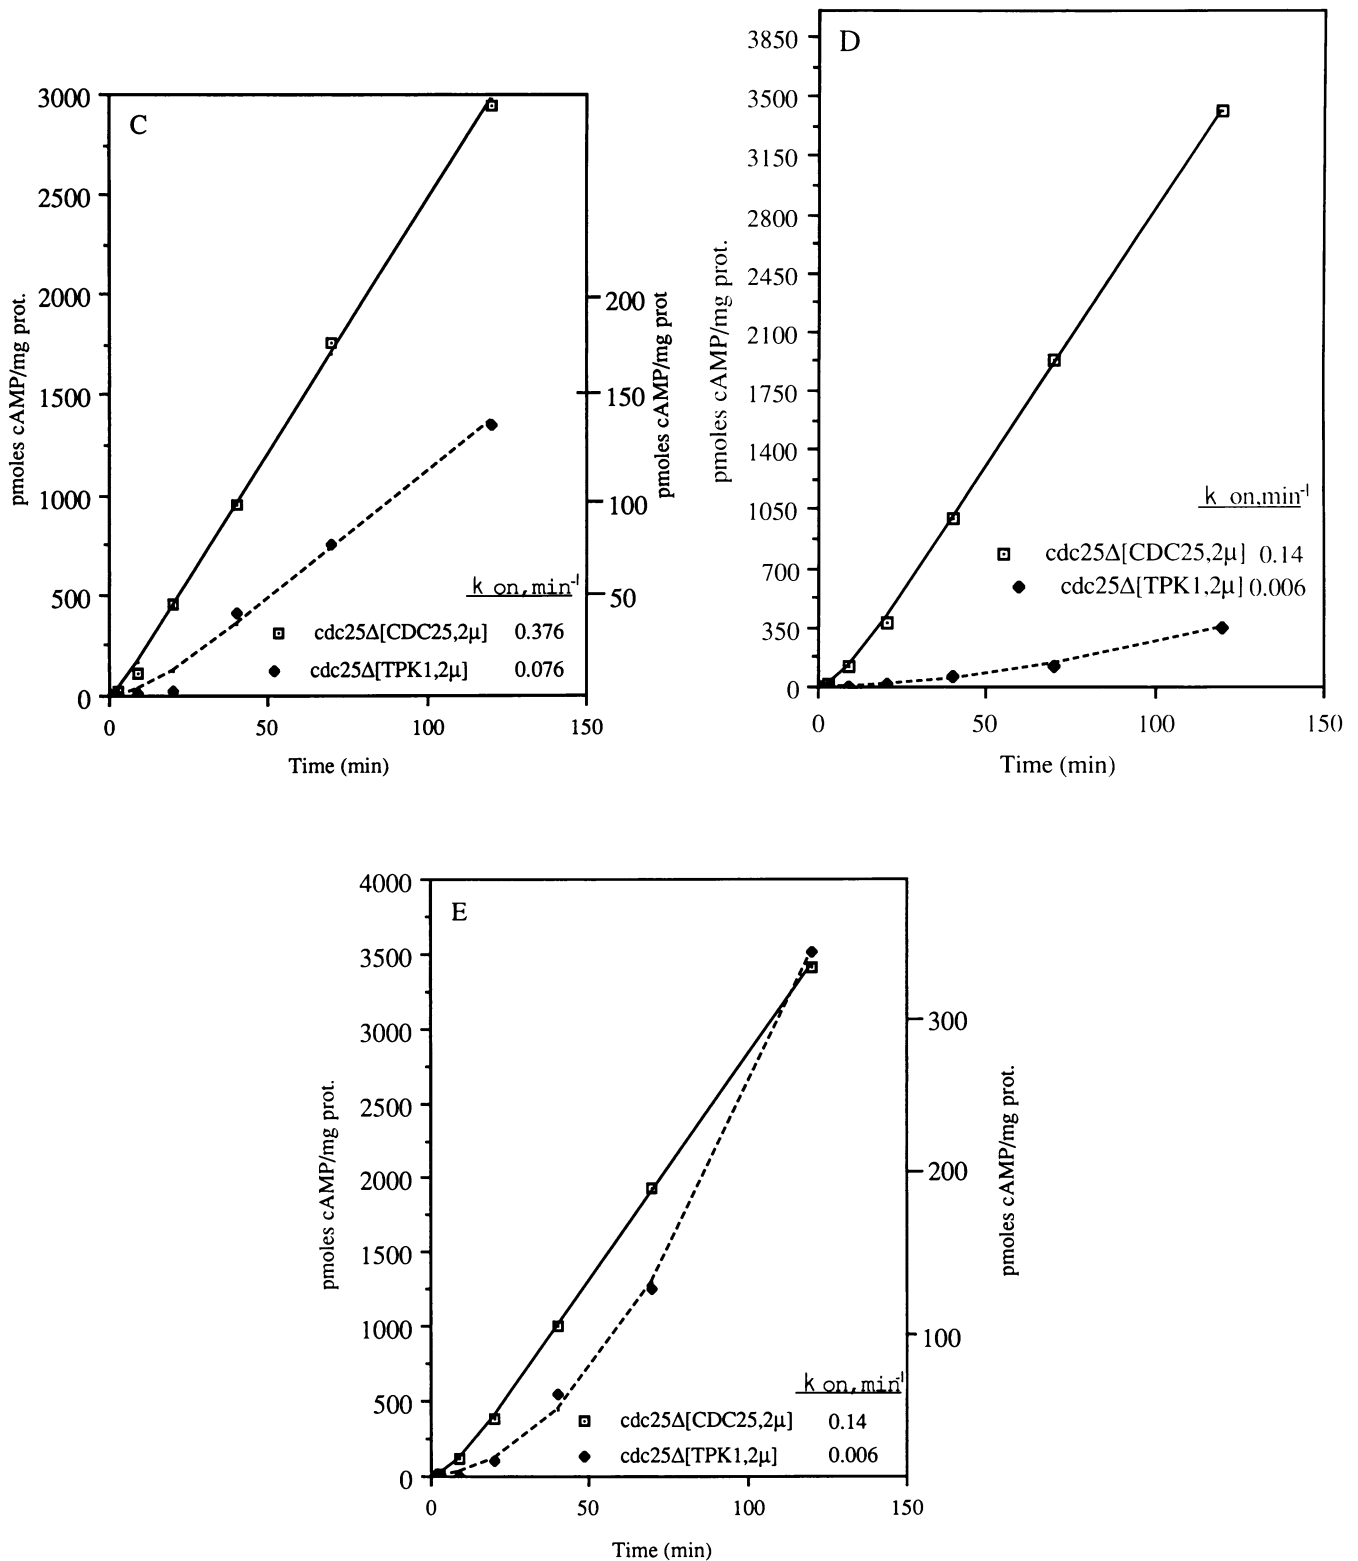 C
3000
2500
2000
1500
1000
500
0
pmoles cAMP/mg prot.
200
150
100
50
pmoles cAMP/mg prot
k on,min-1
cdc25Δ[CDC25,2μ] 0.376
cdc25Δ[TPK1,2μ] 0.076
0 50 100 150
Time (min)
D
3850
3500
3150
2800
2450
2100
1750
1400
1050
700
350
0
pmoles cAMP/mg prot.
k on,min-1
cdc25Δ[CDC25,2μ] 0.14
cdc25Δ[TPK1,2μ] 0.006
0 50 100 150
Time (min)
E
4000
3500
3000
2500
2000
1500
1000
500
0
pmoles cAMP/mg prot.
300
200
100
pmoles cAMP/mg prot.
k on,min-1
cdc25Δ[CDC25,2μ] 0.14
cdc25Δ[TPK1,2μ] 0.006
0 50 100 150
Time (min)